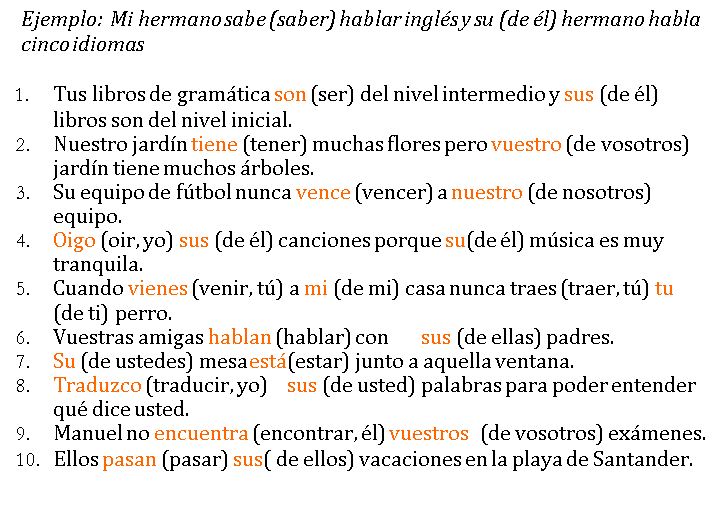 Ejemplo: Mi hermano sabe (saber) hablar inglés y su (de él) hermano habla
cinco idiomas
1. Tus libros de gramática son (ser) del nivel intermedio y sus (de él)
libros son del nivel inicial.
2. Nuestro jardín tiene (tener) muchas flores pero vuestro (de vosotros)
jardín tiene muchos árboles.
3. Su equipo de fútbol nunca vence (vencer) a nuestro (de nosotros)
equipo.
4. Oigo (oir, yo) sus (de él) canciones porque su(de él) música es muy
tranquila.
5. Cuando vienes (venir, tú) a mi (de mi) casa nunca traes (traer, tú) tu
(de ti) perro.
6. Vuestras amigas hablan (hablar) con sus (de ellas) padres.
7. Su (de ustedes) mesa está(estar) junto a aquella ventana.
8. Traduzco (traducir, yo) sus (de usted) palabras para poder entender
qué dice usted.
9. Manuel no encuentra (encontrar, él) vuestros (de vosotros) exámenes.
10. Ellos pasan (pasar) sus( de ellos) vacaciones en la playa de Santander.